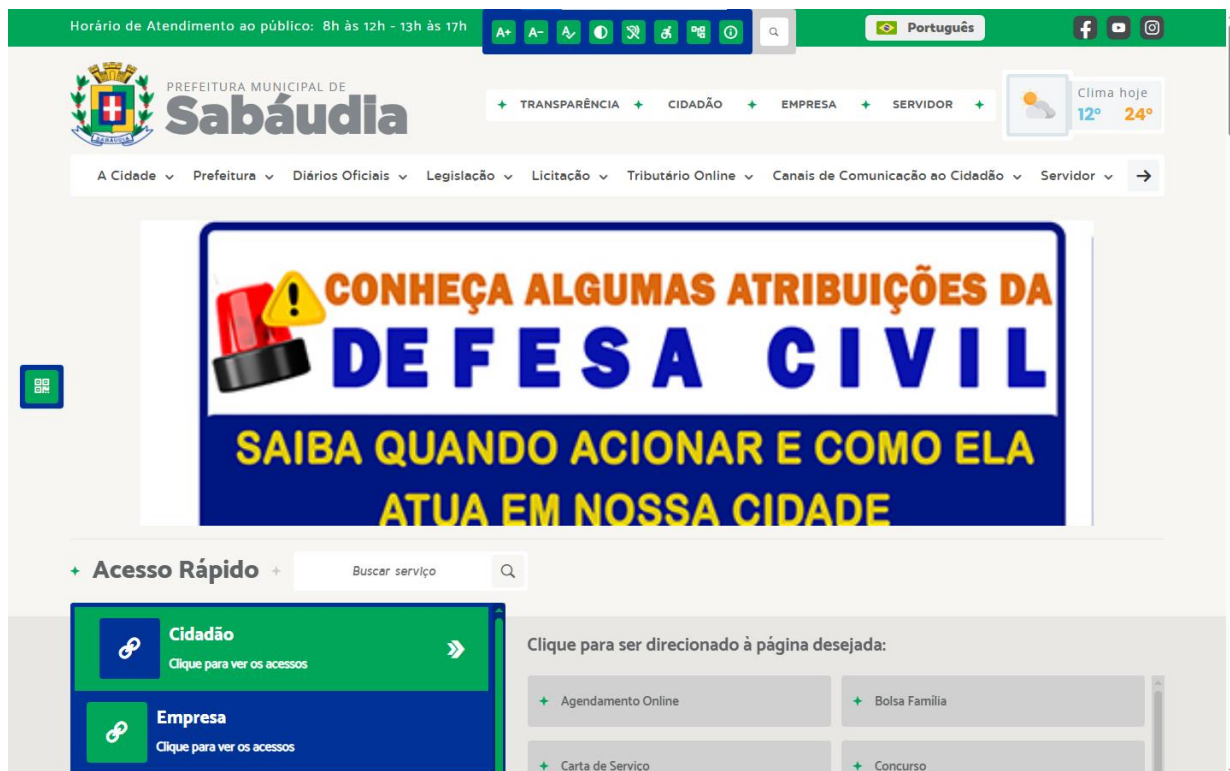 Horário de Atendimento ao público: 8h às 12h - 13h às 17h
A+ A-
Português
PREFEITURA MUNICIPAL DE
Sabáudia
SABÁUDIA
TRANSPARÊNCIA CIDADÃO EMPRESA SERVIDOR
Clima hoje
12° 24°
A Cidade Prefeitura Diários Oficiais Legislação Licitação Tributário Online Canais de Comunicação ao Cidadão Servidor
CONHEÇA ALGUMAS ATRIBUIÇÕES DA
DEFESA CIVIL
SAIBA QUANDO ACIONAR E COMO ELA
ATUA EM NOSSA CIDADE
Acesso Rápido
Buscar serviço
Cidadão
Clique para ver os acessos
Empresa
Clique para ver os acessos
Clique para ser direcionado à página desejada:
Agendamento Online
Bolsa Família
Carta de Serviço
Concurso